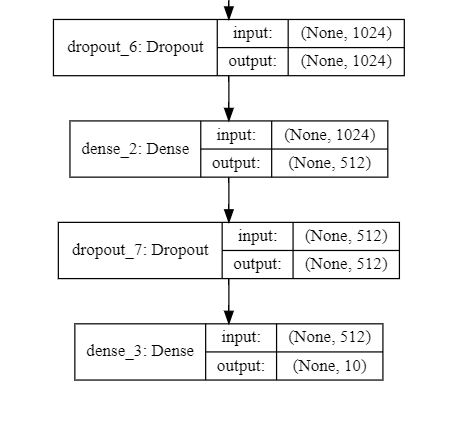 dropout_6: Dropout
input: (None, 1024)
output: (None, 1024)
dense_2: Dense
input: (None, 1024)
output: (None, 512)
dropout_7: Dropout
input: (None, 512)
output: (None, 512)
dense_3: Dense
input: (None, 512)
output: (None, 10)